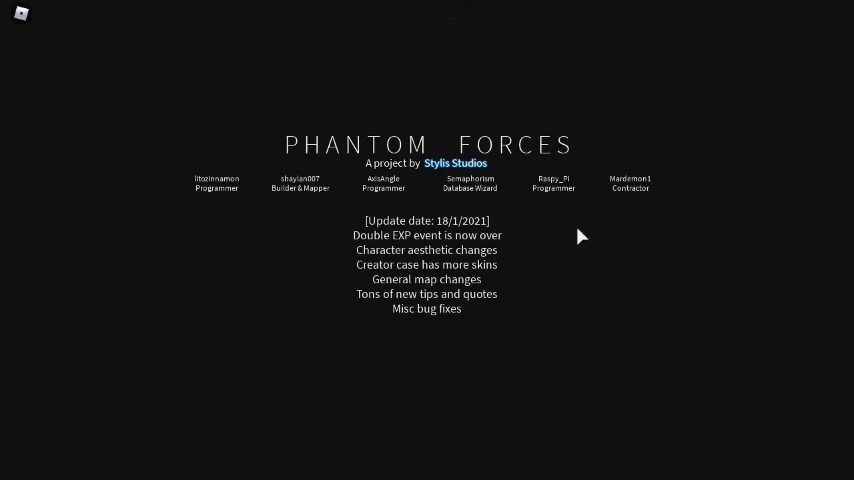 PHANTOM FORCES
A project by Stylis Studios
litozinnamon shaylan007 AxisAngle Semaphorism Raspy_Pi Mardemon1
Programmer Builder & Mapper Programmer Database Wizard Programmer Contractor
[Update date: 18/1/2021]
Double EXP event is now over
Character aesthetic changes
Creator case has more skins
General map changes
Tons of new tips and quotes
Misc bug fixes